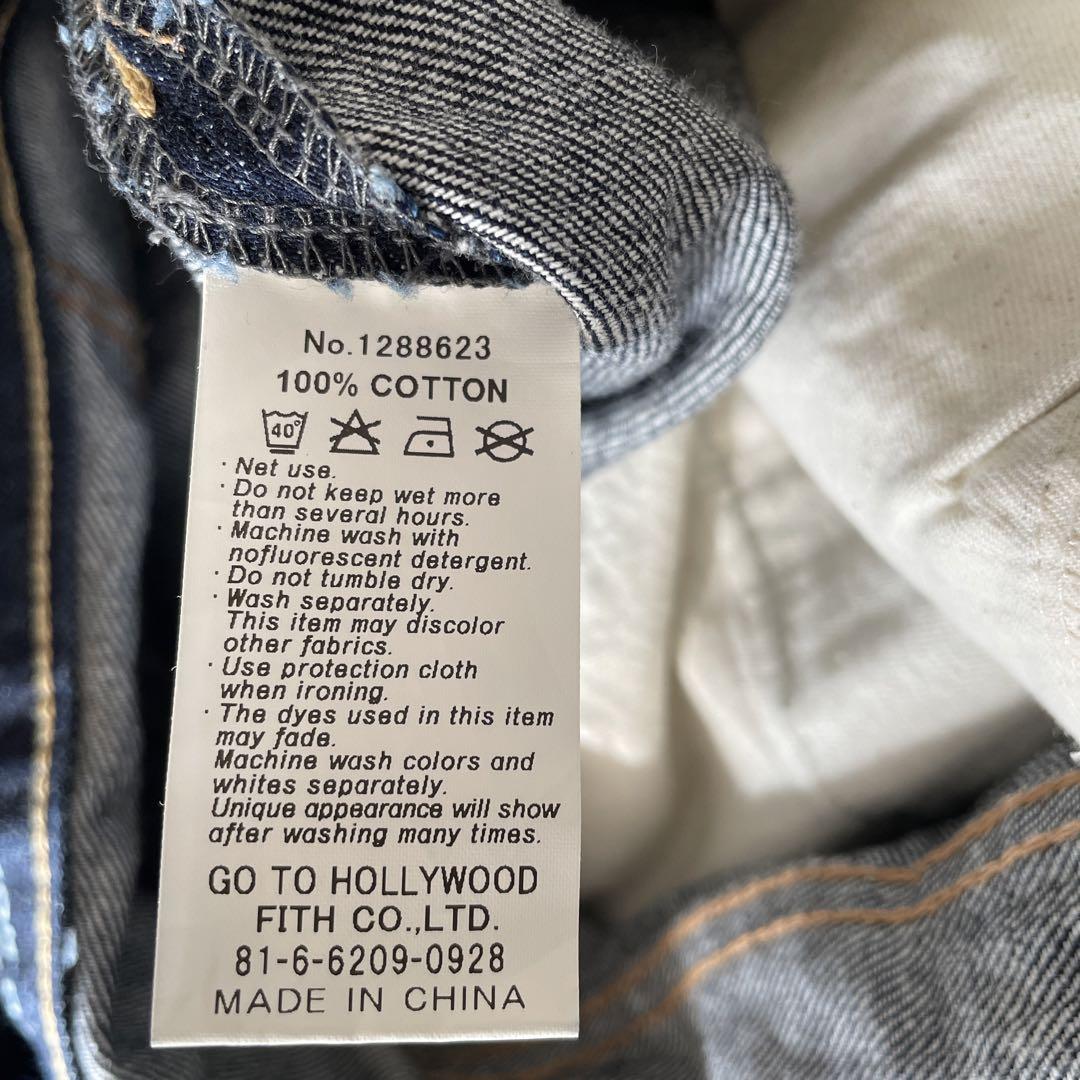 No.1288623
100% COTTON
40°
· Net use.
· Do not keep wet more
than several hours.
· Machine wash with
nofluorescent detergent.
· Do not tumble dry.
· Wash separately.
This item may discolor
other fabrics.
· Use protection cloth
when ironing.
· The dyes used in this item
may fade.
Machine wash colors and
whites separately.
Unique appearance will show
after washing many times.
GO TO HOLLYWOOD
FITH CO.,LTD.
81-6-6209-0928
MADE IN CHINA